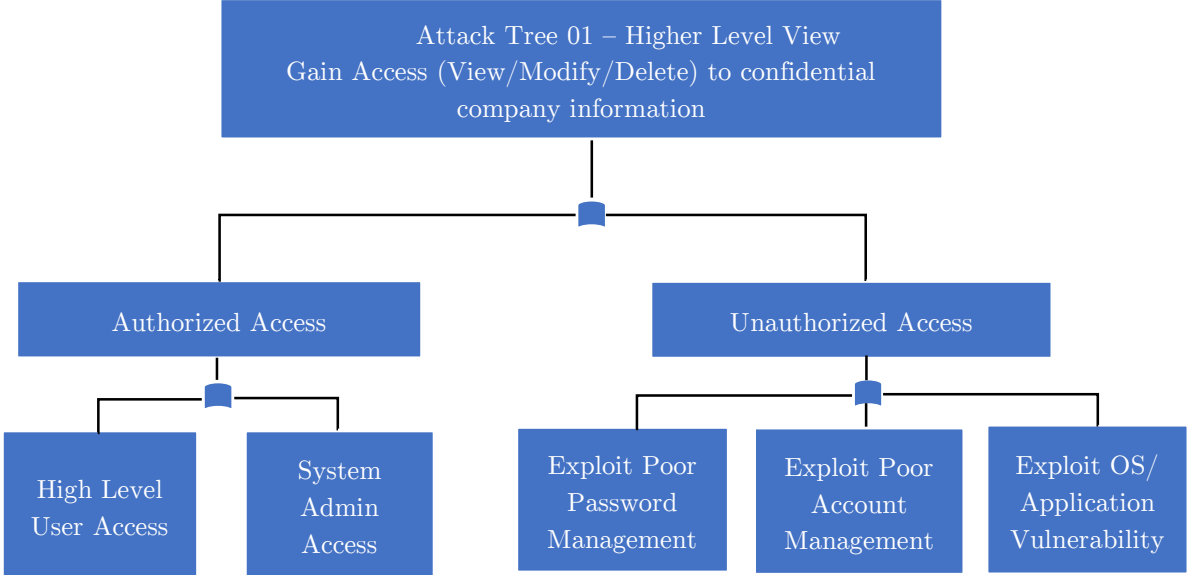 Attack Tree 01 – Higher Level View
Gain Access (View/Modify/Delete) to confidential
company information
Authorized Access
Unauthorized Access
High Level
User Access
System
Admin
Access
Exploit Poor
Password
Management
Exploit Poor
Account
Management
Exploit OS/
Application
Vulnerability